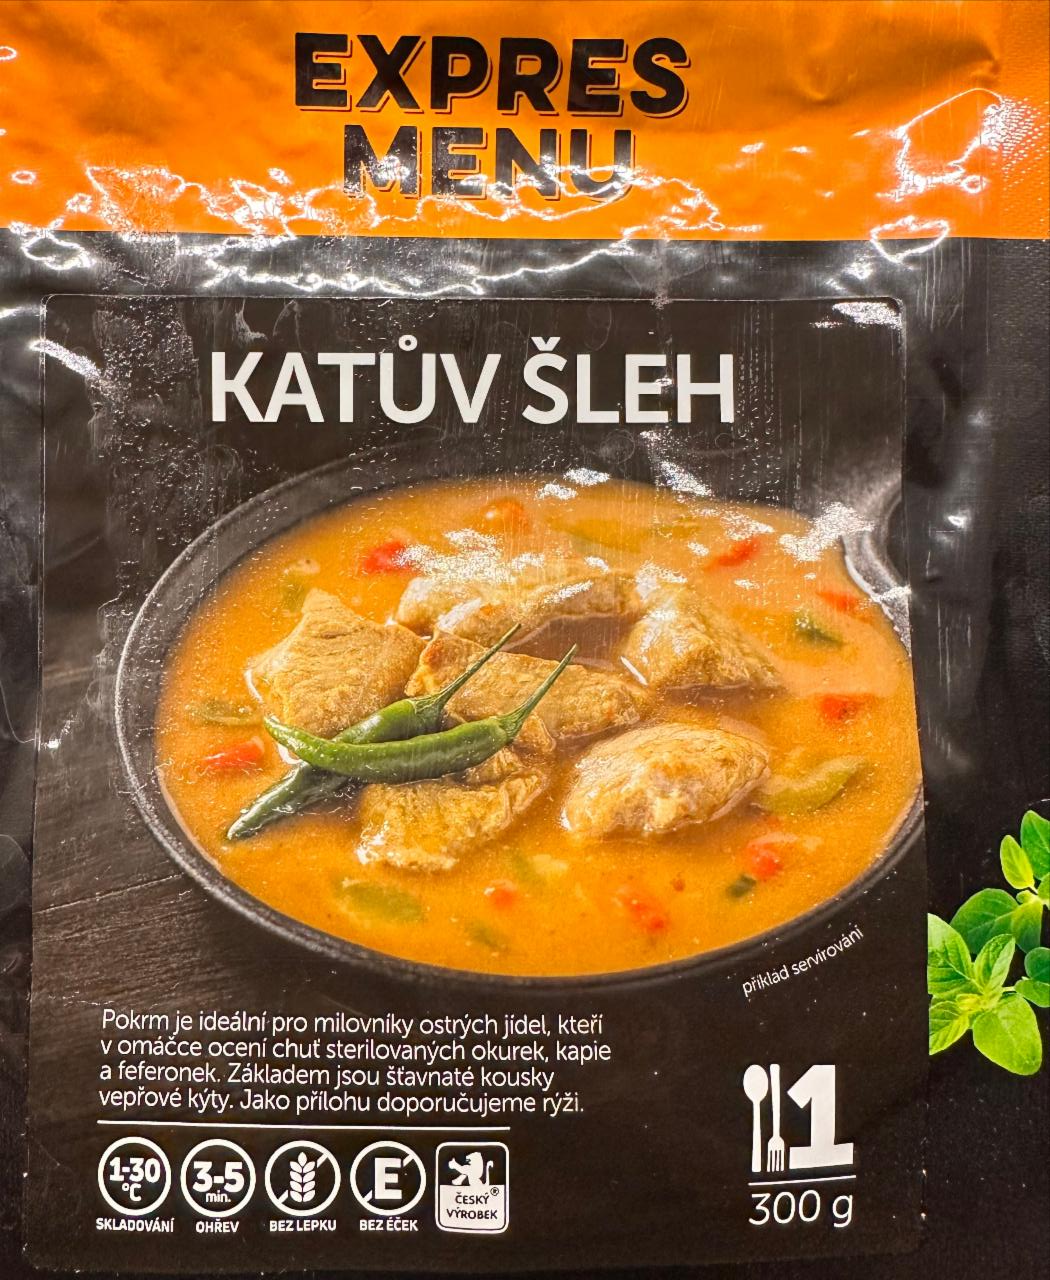 EXPRES
MENU
KATŮV ŠLEH
příklad servírování
Pokrm je ideální pro milovníky ostrých jídel, kteří
v omáčce ocení chuť sterilovaných okurek, kapie
a feferonek. Základem jsou šťavnaté kousky
vepřové kýty. Jako přílohu doporučujeme rýži.
1-30
°C
SKLADOVÁNÍ
3-5
min.
OHŘEV
BEZ LEPKU
E
BEZ ÉČEK
ČESKÝ®
VÝROBEK
1
300 g